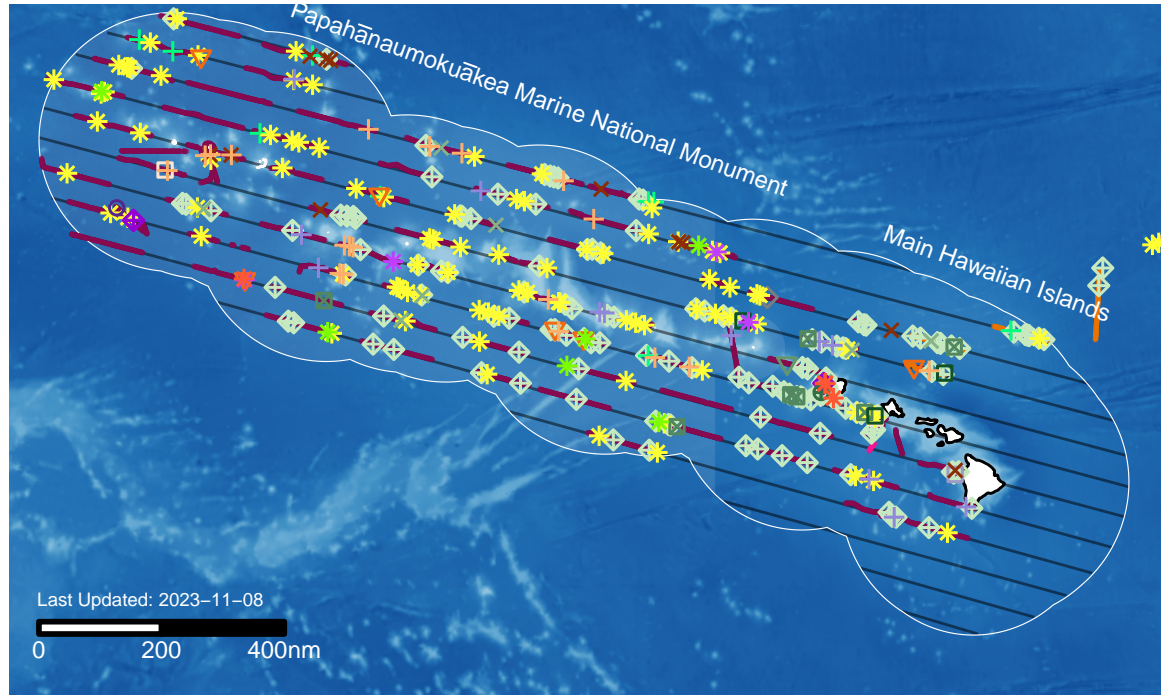 Papahānaumokuākea Marine National Monument
Main Hawaiian Islands
Last Updated: 2023–11–08
0 200 400nm